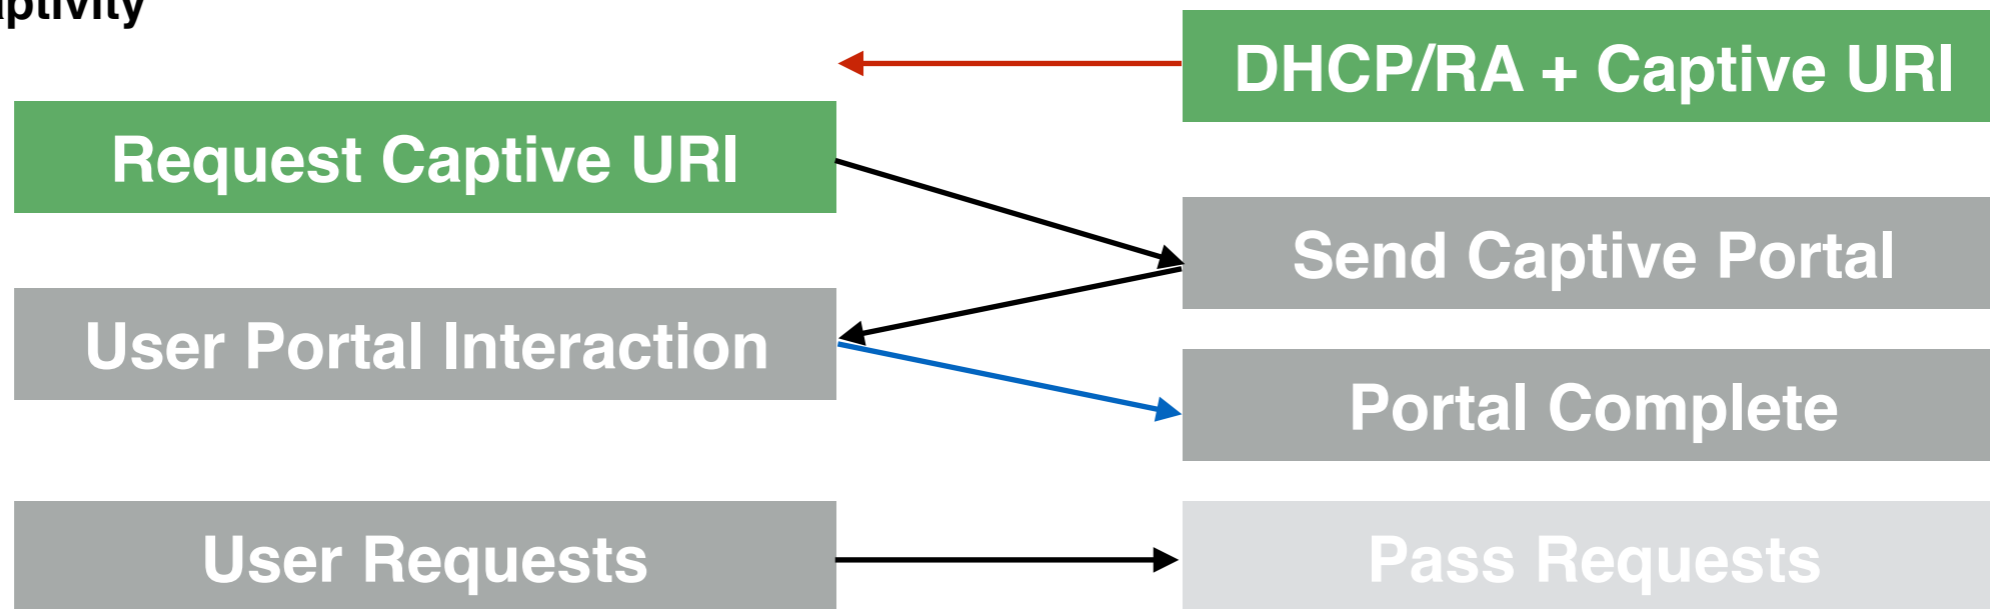 DHCP/RA + Captive URI
Request Captive URI
Send Captive Portal
User Portal Interaction
Portal Complete
User Requests
Pass Requests